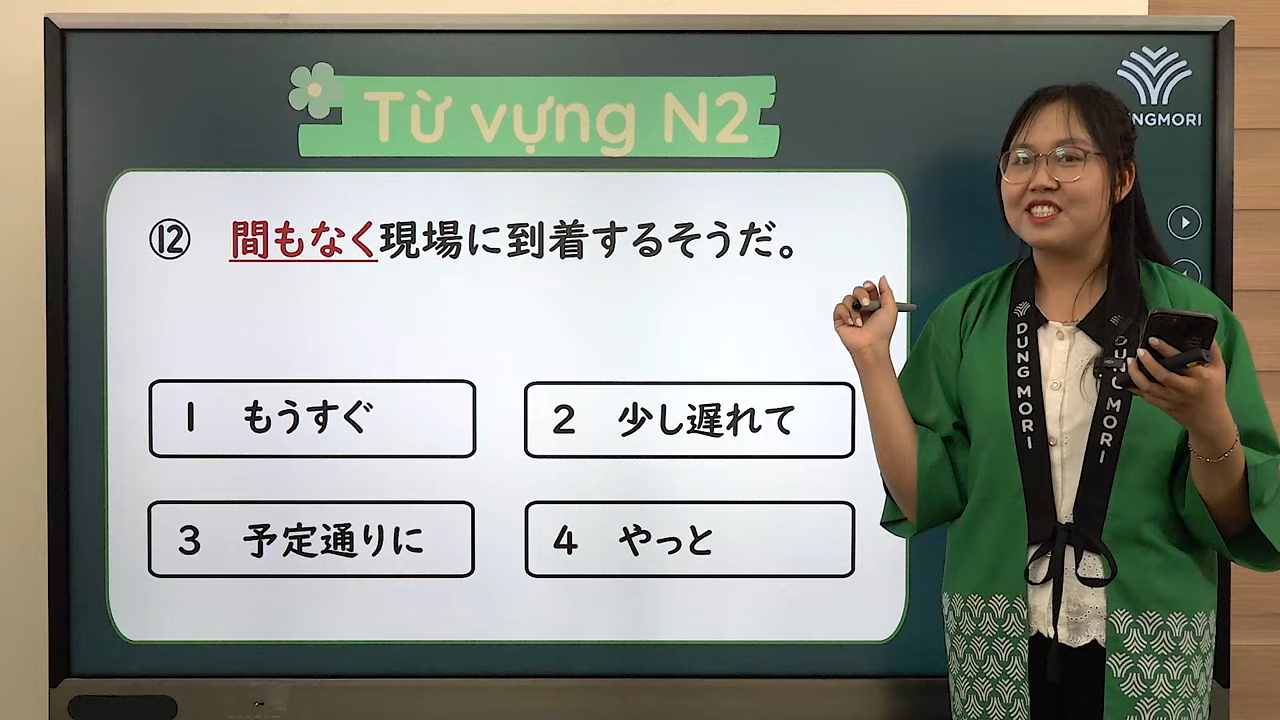 Từ vựng N2
NGMORI
⑫ 間もなく現場に到着するそうだ。
1 もうすぐ
2 少し遅れて
3 予定通りに
4 やっと
DUNG MORI
DUNG MORI